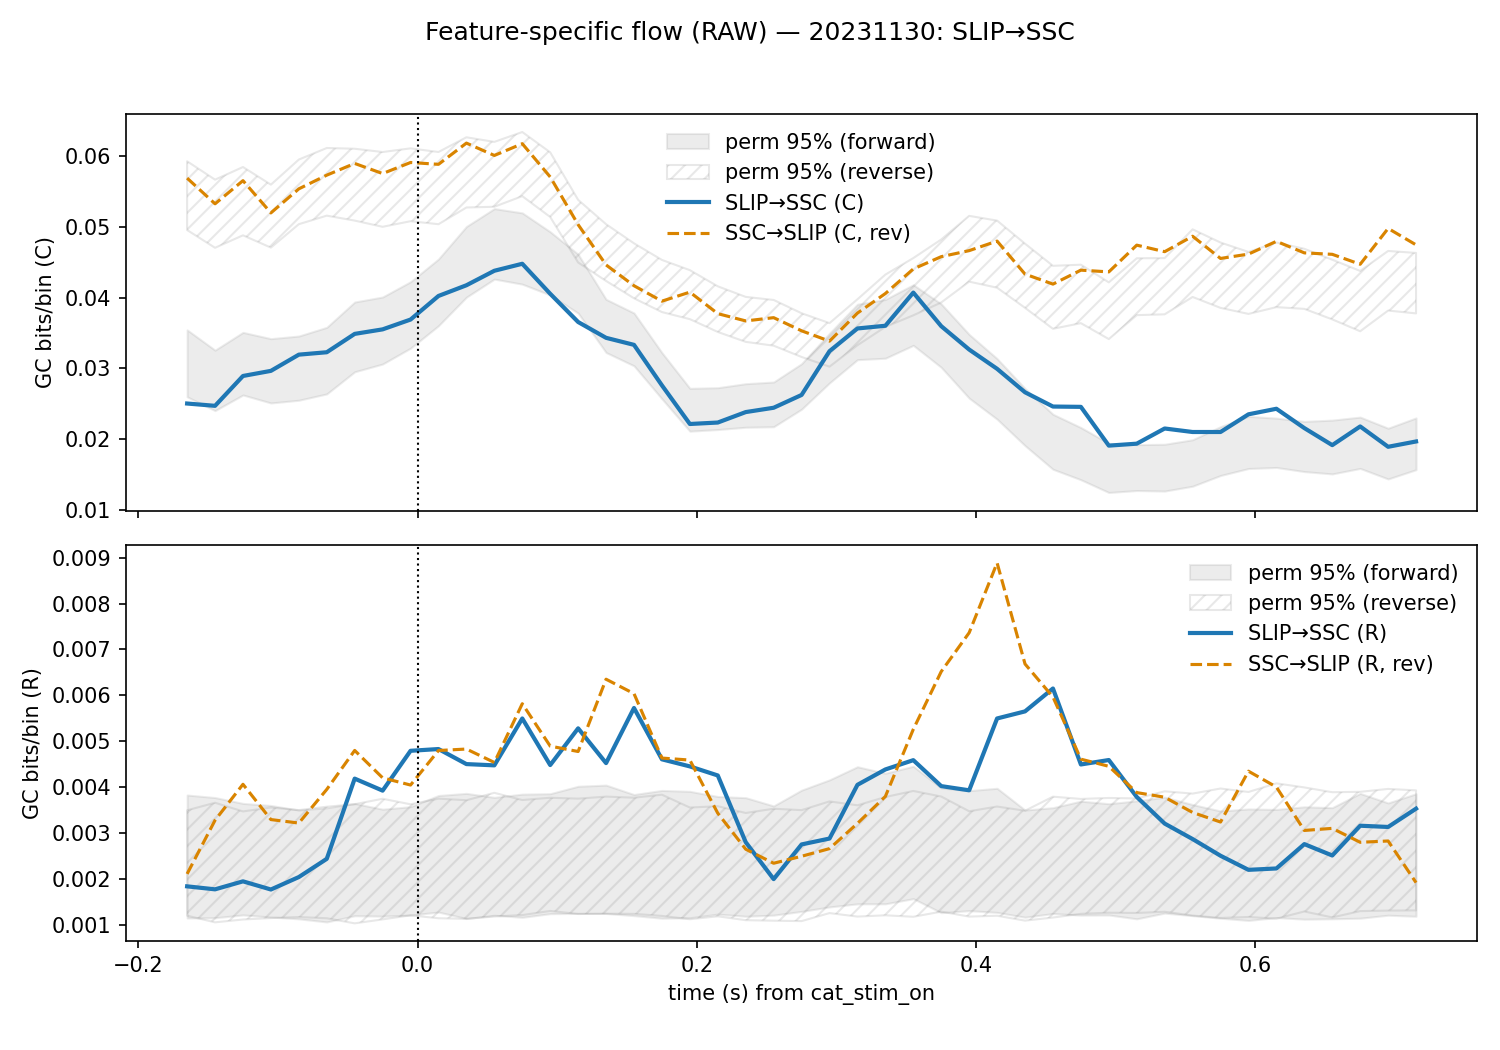 Feature-specific flow (RAW) — 20231130: SLIP→SSC
GC bits/bin (C)
0.06
0.05
0.04
0.03
0.02
0.01
perm 95% (forward)
perm 95% (reverse)
SLIP→SSC (C)
SSC→SLIP (C, rev)
GC bits/bin (R)
0.009
0.008
0.007
0.006
0.005
0.004
0.003
0.002
0.001
perm 95% (forward)
perm 95% (reverse)
SLIP→SSC (R)
SSC→SLIP (R, rev)
−0.2 0.0 0.2 0.4 0.6
time (s) from cat_stim_on